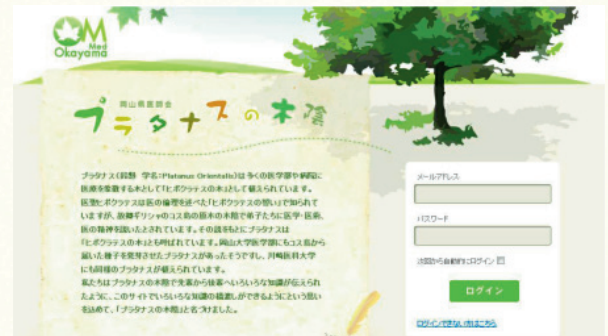 OM
Med
Okayama
岡山県医師会
プラタナスの木陰
プラタナス(鈴懸 学名:Platanus Orientalis)は多くの医学部や病院に
医療を象徴する木として「ヒポクラテスの木」として植えられています。
医聖ヒポクラテスは医の倫理を述べた「ヒポクラテスの誓い」で知られて
いますが、故郷ギリシャのコス島の原木の木陰で弟子たちに医学・医術、
医の精神を説いたとされています。その説をもとにプラタナスは
「ヒポクラテスの木」とも呼ばれています。岡山大学医学部にもコス島から
届いた種子を発芽させたプラタナスがあったそうですし、川崎医科大学
にも同様のプラタナスが植えられています。
私たちはプラタナスの木陰で先輩から後輩へいろいろな知識が伝えられ
たように、このサイトでいろいろな知識の橋渡しができるようにという思い
を込めて、「プラタナスの木陰」と名づけました。
メールアドレス
パスワード
次回から自動的にログイン
ログイン
ログインできない方はこちら